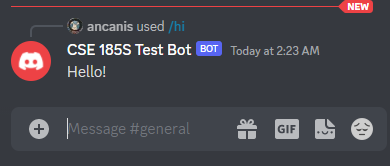 NEW
ancanis used /hi
CSE 185S Test Bot BOT Today at 2:23 AM
Hello!
Message #general
GIF